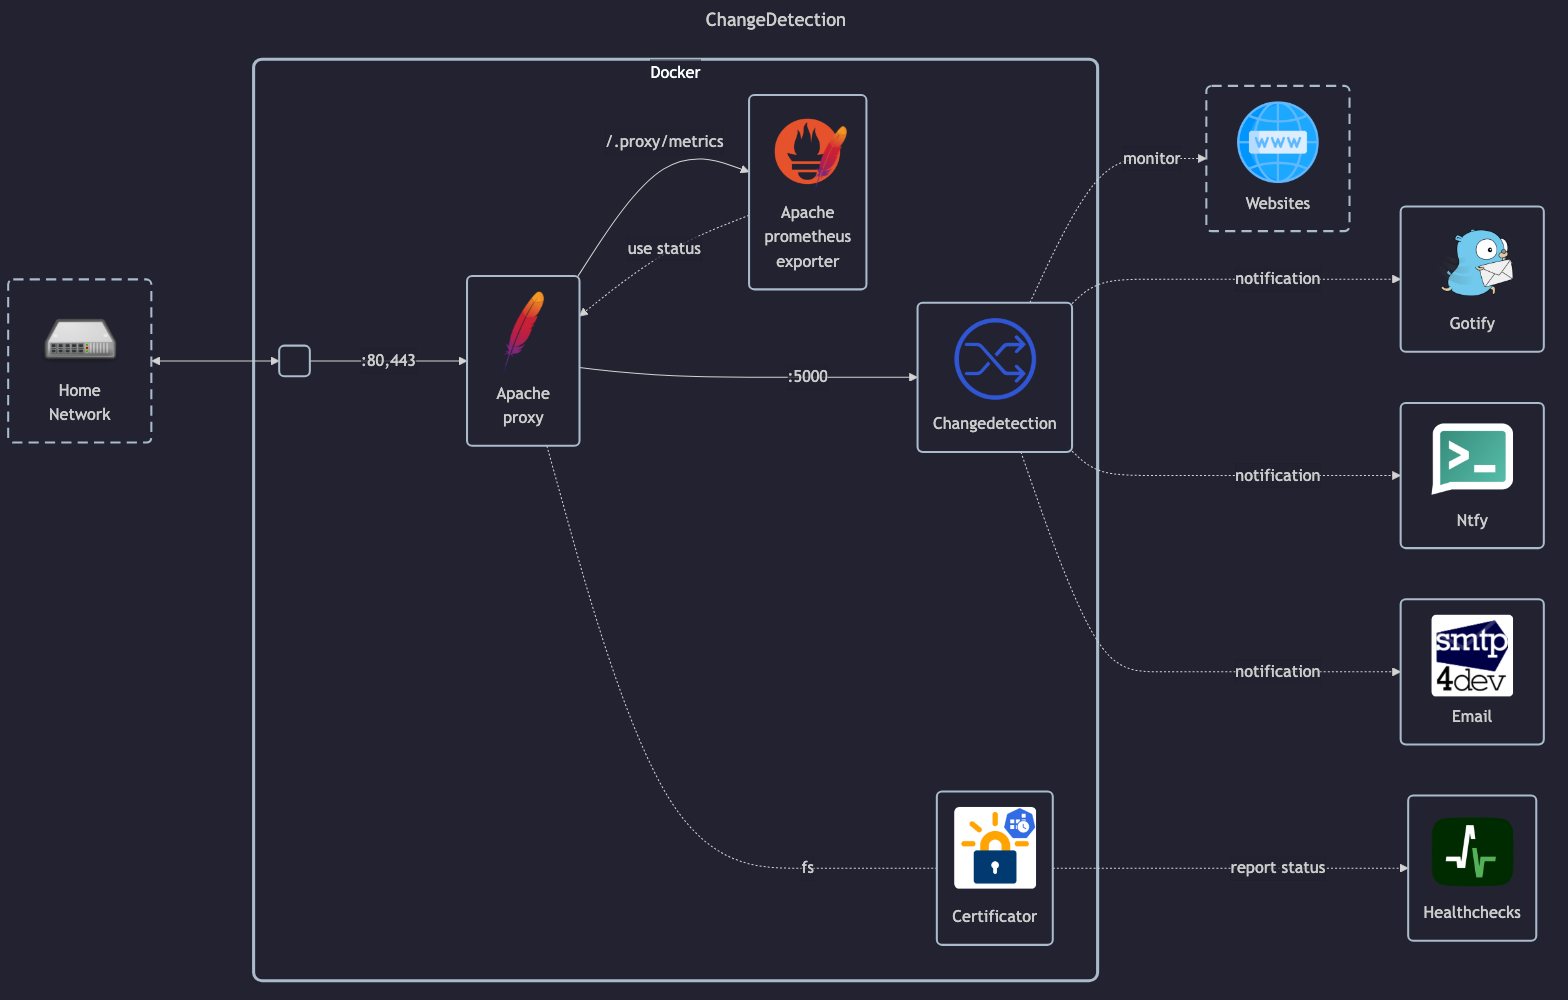 ChangeDetection
Docker
/.proxy/metrics
Apache
prometheus
exporter
use status
monitor
www
Websites
notification
Gotify
Home
Network
:80,443
Apache
proxy
:5000
Changedetection
notification
>_
Ntfy
notification
smtp
4dev
Email
fs
Certificator
report status
Healthchecks